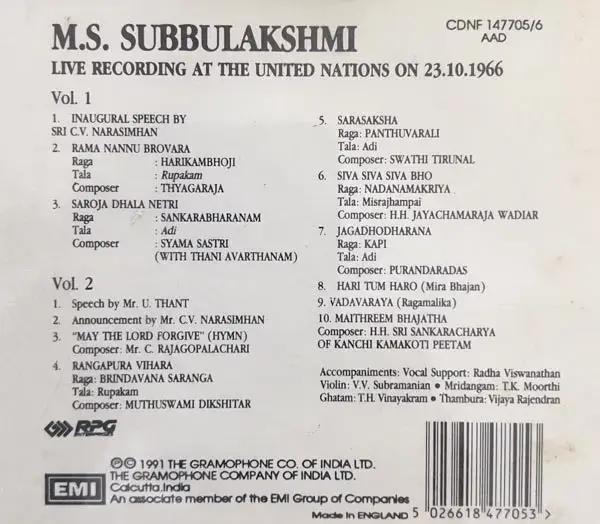 M.S. SUBBULAKSHMI
CDNF 147705/6
AAD
LIVE RECORDING AT THE UNITED NATIONS ON 23.10.1966
Vol. 1
1. INAUGURAL SPEECH BY
SRI C.V. NARASIMHAN
2. RAMA NANNU BROVARA
Raga : HARIKAMBHOJI
Tala : Rupakam
Composer : THYAGARAJA
3. SAROJA DHALA NETRI
Raga : SANKARABHARANAM
Tala : Adi
Composer : SYAMA SASTRI
(WITH THANI AVARTHANAM)
Vol. 2
1. Speech by Mr. U. THANT
2. Announcement by Mr. C.V. NARASIMHAN
3. "MAY THE LORD FORGIVE" (HYMN)
Composer: Mr. C. RAJAGOPALACHARI
4. RANGAPURA VIHARA
Raga: BRINDAVANA SARANGA
Tala: Rupakam
Composer: MUTHUSWAMI DIKSHITAR
5. SARASAKSHA
Raga: PANTHUVARALI
Tala: Adi
Composer: SWATHI TIRUNAL
6. SIVA SIVA SIVA BHO
Raga: NADANAMAKRIYA
Tala: Misrajhampai
Composer: H.H. JAYACHAMARAJA WADIAR
7. JAGADHODHARANA
Raga: KAPI
Tala: Adi
Composer: PURANDARADAS
8. HARI TUM HARO (Mira Bhajan)
9. VADAVARAYA (Ragamalika)
10. MAITHREEM BHAJATHA
Composer: H.H. SRI SANKARACHARYA
OF KANCHI KAMAKOTI PEETAM
Accompaniments: Vocal Support: Radha Viswanathan
Violin: V.V. Subramanian • Mridangam: T.K. Moorthi
Ghatam: T.H. Vinayakram • Thambura: Vijaya Rajendran
RPG
EMI
℗© 1991 THE GRAMOPHONE CO. OF INDIA LTD.
THE GRAMOPHONE COMPANY OF INDIA LTD.
Calcutta.India
An associate member of the EMI Group of Companies
Made in ENGLAND
5 026618 477053 >